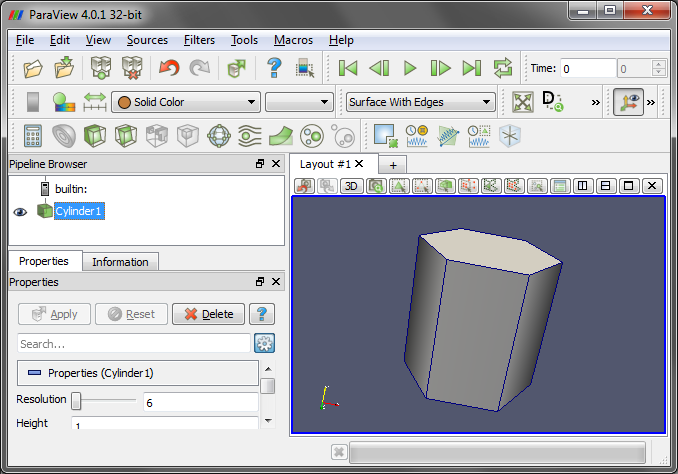 ParaView 4.0.1 32-bit
File Edit View Sources Filters Tools Macros Help
Time: 0 0
Solid Color Surface With Edges D »  »
Pipeline Browser Layout #1 +
builtin: 3D
Cylinder1
Properties Information
Properties
Apply Reset Delete ?
Search...
Properties (Cylinder1)
Resolution 6
Height 1